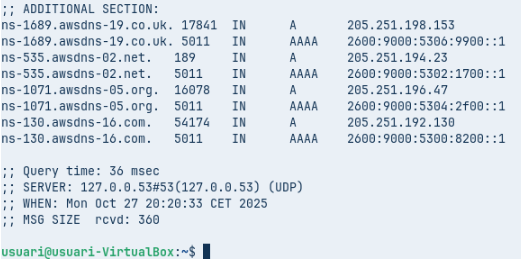 ;; ADDITIONAL SECTION:
ns-1689.awsdns-19.co.uk. 17841 IN A 205.251.198.153
ns-1689.awsdns-19.co.uk. 5011 IN AAAA 2600:9000:5306:9900::1
ns-535.awsdns-02.net. 189 IN A 205.251.194.23
ns-535.awsdns-02.net. 5011 IN AAAA 2600:9000:5302:1700::1
ns-1071.awsdns-05.org. 16078 IN A 205.251.196.47
ns-1071.awsdns-05.org. 5011 IN AAAA 2600:9000:5304:2f00::1
ns-130.awsdns-16.com. 54174 IN A 205.251.192.130
ns-130.awsdns-16.com. 5011 IN AAAA 2600:9000:5300:8200::1
;; Query time: 36 msec
;; SERVER: 127.0.0.53#53(127.0.0.53) (UDP)
;; WHEN: Mon Oct 27 20:20:33 CET 2025
;; MSG SIZE rcvd: 360
usuari@usuari-VirtualBox:~$